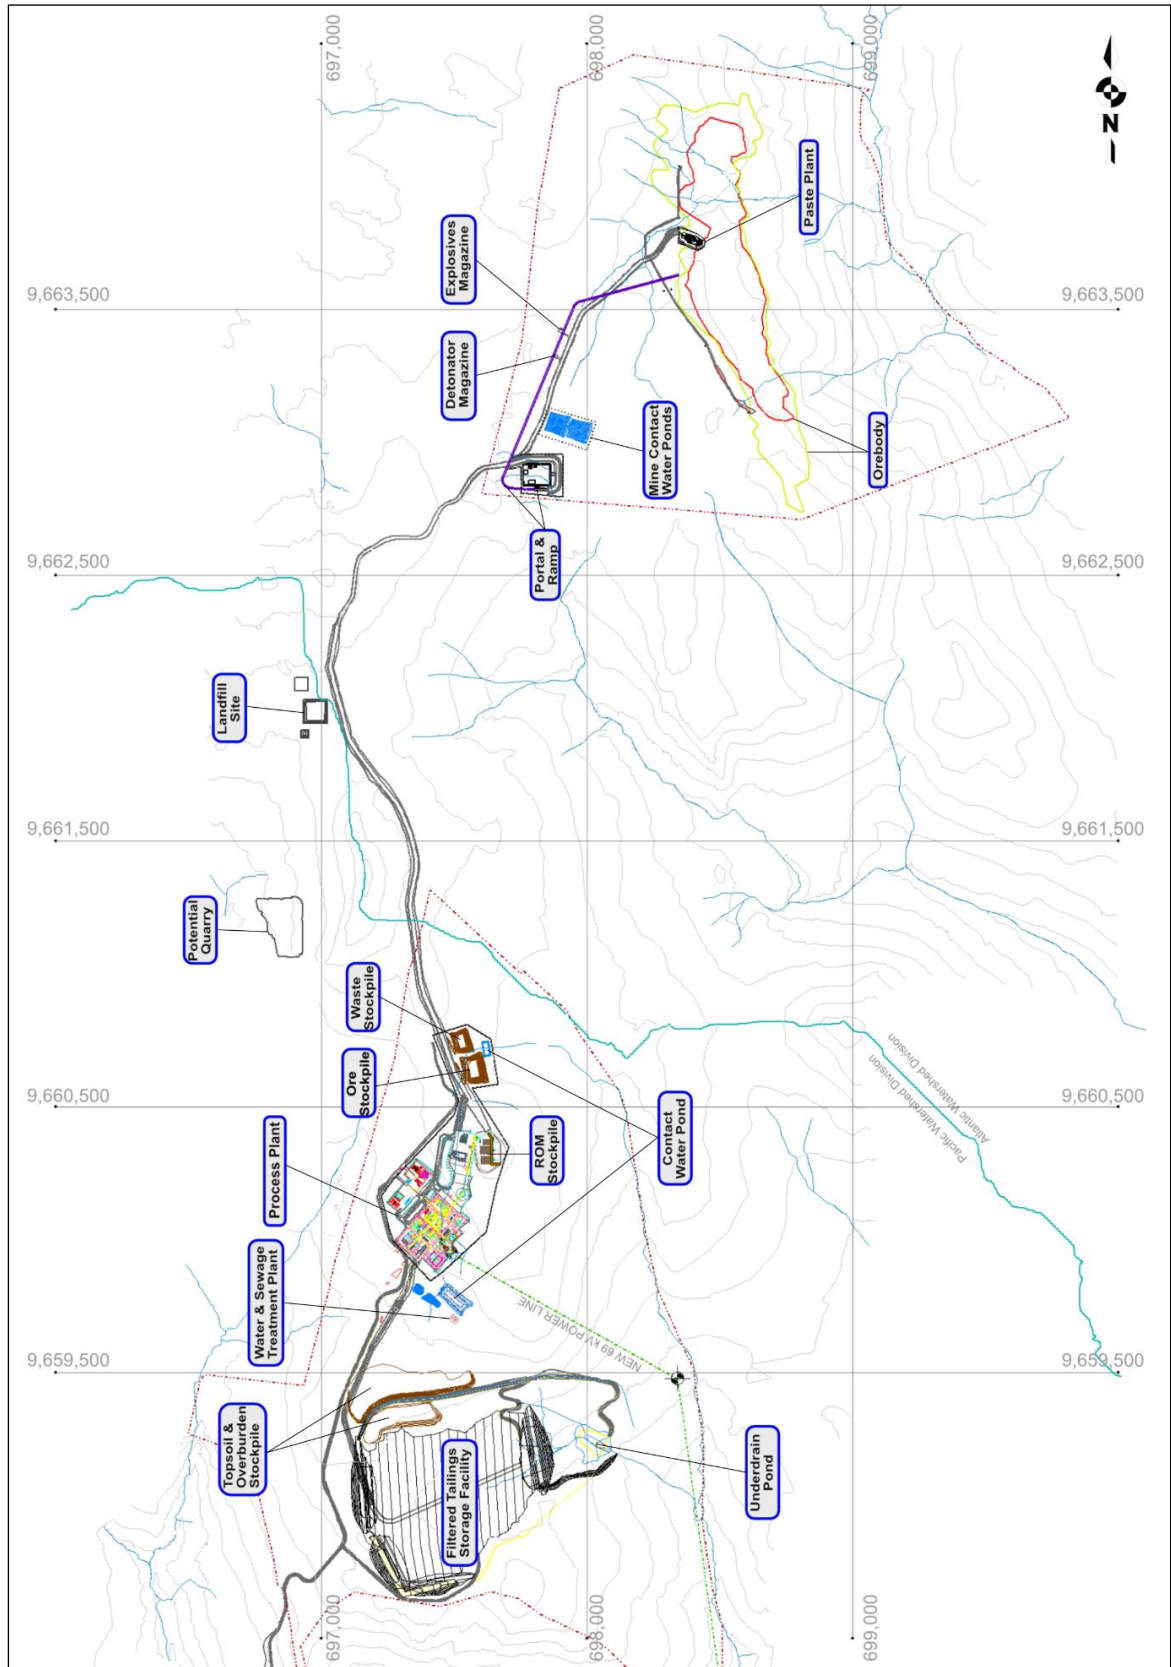 697,000
698,000
699,000
N
Explosives
Magazine
Paste Plant
9,663,500
9,663,500
Detonator
Magazine
Mine Contact
Water Ponds
Orebody
Portal &
Ramp
9,662,500
9,662,500
Landfill
Site
9,661,500
9,661,500
Potential
Quarry
Waste
Stockpile
Ore
Stockpile
9,660,500
9,660,500
Process Plant
ROM
Stockpile
Contact
Water Pond
Pacific Watershed Division
Atlantic Watershed Division
Water & Sewage
Treatment Plant
NEW 69 kV POWER LINE
9,659,500
9,659,500
Topsoil &
Overburden
Stockpile
Filtered Tailings
Storage Facility
Underdrain
Pond
697,000
698,000
699,000